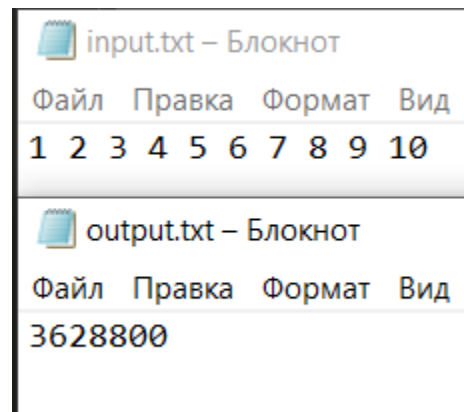 input.txt – Блокнот
Файл Правка Формат Вид
1 2 3 4 5 6 7 8 9 10
output.txt – Блокнот
Файл Правка Формат Вид
3628800